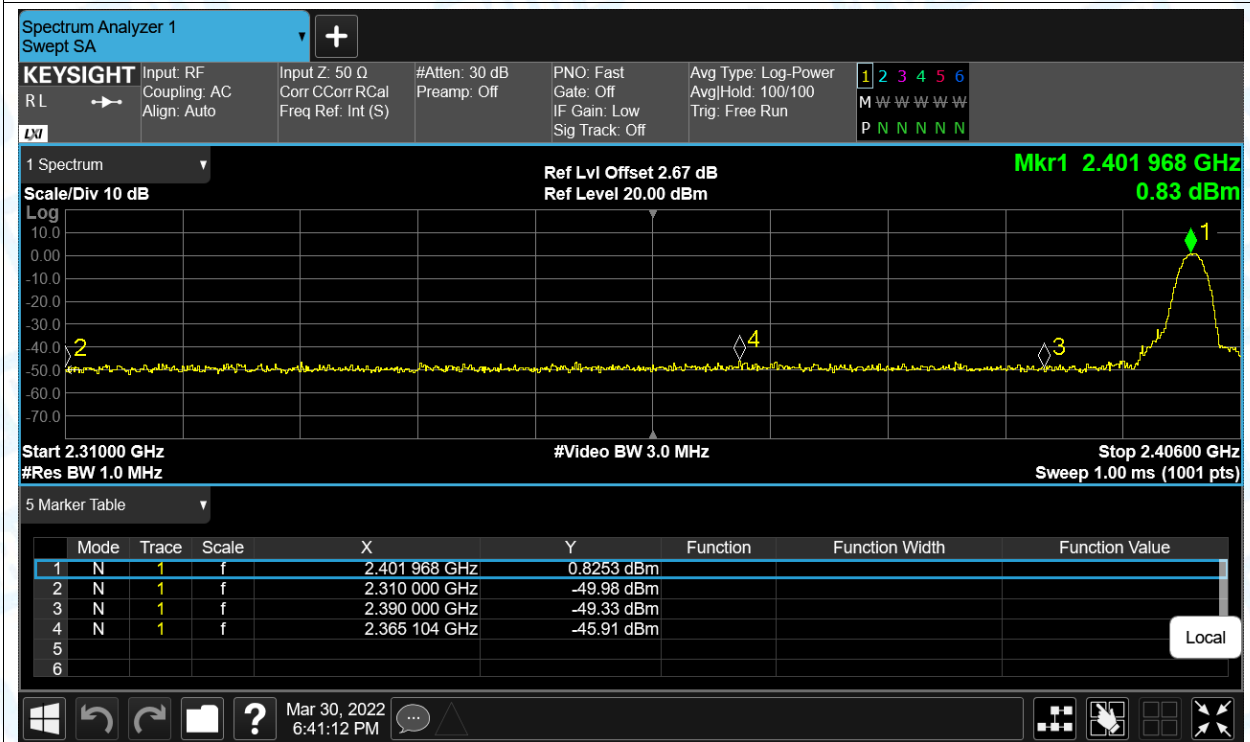 Spectrum Analyzer 1
Swept SA
KEYSIGHT
R L
LXI
Input: RF
Coupling: AC
Align: Auto
Input Z: 50 Ω
Corr CCorr RCal
Freq Ref: Int (S)
#Atten: 30 dB
Preamp: Off
PNO: Fast
Gate: Off
IF Gain: Low
Sig Track: Off
Avg Type: Log-Power
Avg|Hold: 100/100
Trig: Free Run
1 2 3 4 5 6
M W W W W W
P N N N N N
1 Spectrum
Scale/Div 10 dB
Ref Lvl Offset 2.67 dB
Ref Level 20.00 dBm
Mkr1 2.401 968 GHz
0.83 dBm
Log
10.0
0.00
-10.0
-20.0
-30.0
-40.0
-50.0
-60.0
-70.0
1
2
4
3
Start 2.31000 GHz
#Video BW 3.0 MHz
Stop 2.40600 GHz
#Res BW 1.0 MHz
Sweep 1.00 ms (1001 pts)
5 Marker Table
Mode Trace Scale X Y Function Function Width Function Value
1 N 1 f 2.401 968 GHz 0.8253 dBm
2 N 1 f 2.310 000 GHz -49.98 dBm
3 N 1 f 2.390 000 GHz -49.33 dBm
4 N 1 f 2.365 104 GHz -45.91 dBm
5
6
Local
?
Mar 30, 2022
6:41:12 PM